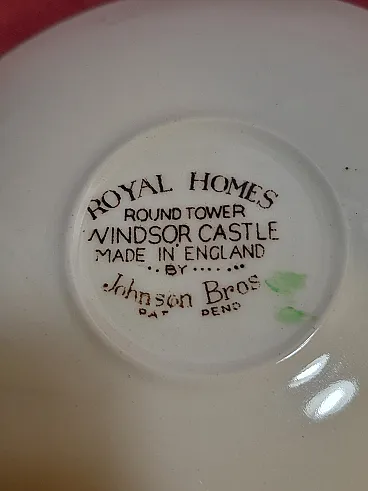 ROYAL HOMES
ROUND TOWER
WINDSOR CASTLE
MADE IN ENGLAND
BY
Johnson Bros
PAT PEND